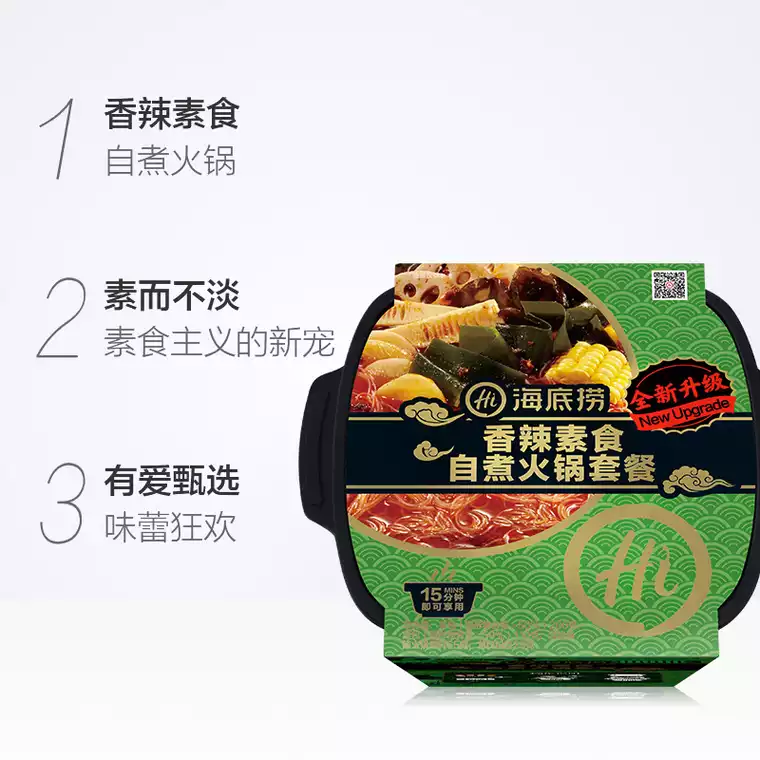 1
香辣素食
自煮火锅
2
素而不淡
素食主义的新宠
3
有爱甄选
味蕾狂欢
Hi 海底捞
全新升级
New Upgrade
香辣素食
自煮火锅套餐
Hi
15 MINS 分钟
即可享用